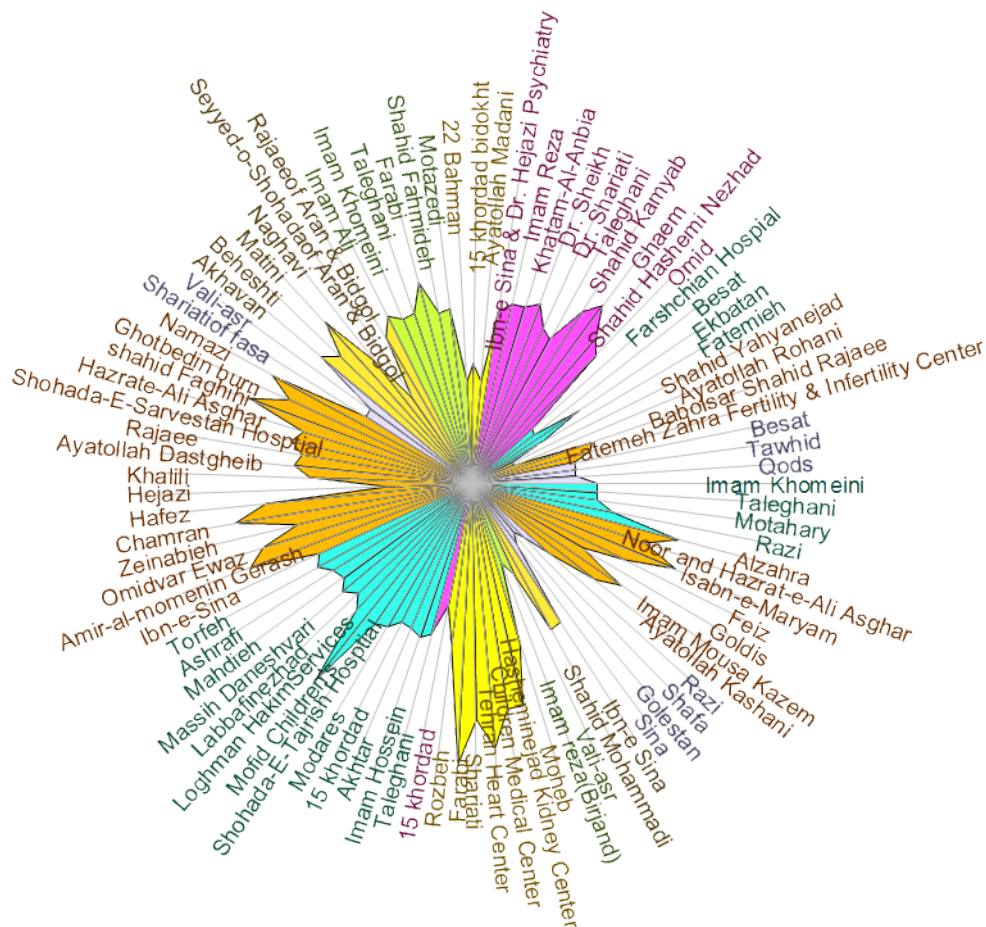 22 Bahman
15 khordad bidokht
Ayatollah Madani
Ibn-e Sina & Dr. Hejazi Psychiatry
Imam Reza
Khatam-Al-Anbia
Dr. Sheikh
Dr. Shariati
Taleghani
Shahid Kamyab
Ghaem
Shahid Hashemi Nezhad
Omid
Farshchian Hospial
Besat
Ekbatan
Fatemieh
Shahid Yahyanejad
Ayatollah Rohani
Babolsar Shahid Rajaee
Fatemeh Zahra Fertility & Infertility Center
Besat
Tawhid
Qods
Imam Khomeini
Taleghani
Motahary
Razi
Alzahra
Noor and Hazrat-e-Ali Asghar
Isabn-e-Maryam
Feiz
Goldis
Imam Mousa Kazem
Ayatollah Kashani
Razi
Shafa
Golestan
Sina
Ibn-e Sina
Shahid Mohammadi
Vali-asr
Imam reza(Birjand)
Moheb
Hasheminejad Kidney Center
Children Medical Center
Tehran Heart Center
Shariati
Farabi
Rozbeh
15 khordad
Taleghani
Imam Hossein
Akhtar
15 khordad
Modares
Shohada-E- Tajrish Hosptial
Mofid Children's
Loghman HakimServices
Labbafinezhad
Massih Daneshvari
Mahdieh
Ashrafi
Torfeh
Ibn-e-Sina
Amir-al-momenin Gerash
Omidvar Ewaz
Zeinabieh
Chamran
Hafez
Hejazi
Khalili
Ayatollah Dastgheib
Rajaee
Shohada-E-Sarvestan Hosptial
Hazrate-Ali Asghar
shahid Faghihi
Ghotbedin burn
Namazi
Shariatioffasa
Vali-asr
Akhavan
Beheshti
Matini
Naghavi
Seyyed-o-Shohadaof Aran & Bidgol
Rajaeeof Aran & Bidgol
Imam Ali
Imam Khomeini
Taleghani
Farabi
Shahid Fahmideh
Motazedi